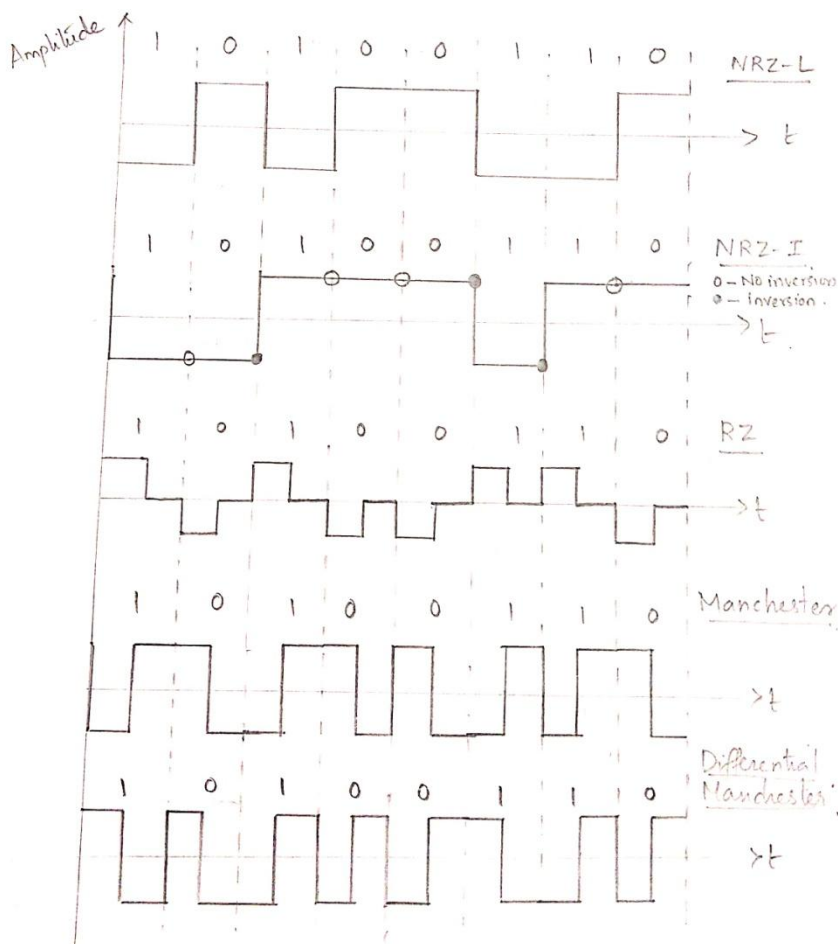 Amplitude
1 0 1 0 0 1 1 0
NRZ-L
t
1 0 1 0 0 1 1 0
NRZ-I
o - No inversion
● - Inversion.
t
1 0 1 0 0 1 1 0
RZ
t
1 0 1 0 0 1 1 0
Manchester
t
1 0 1 0 0 1 1 0
Differential
Manchester
t